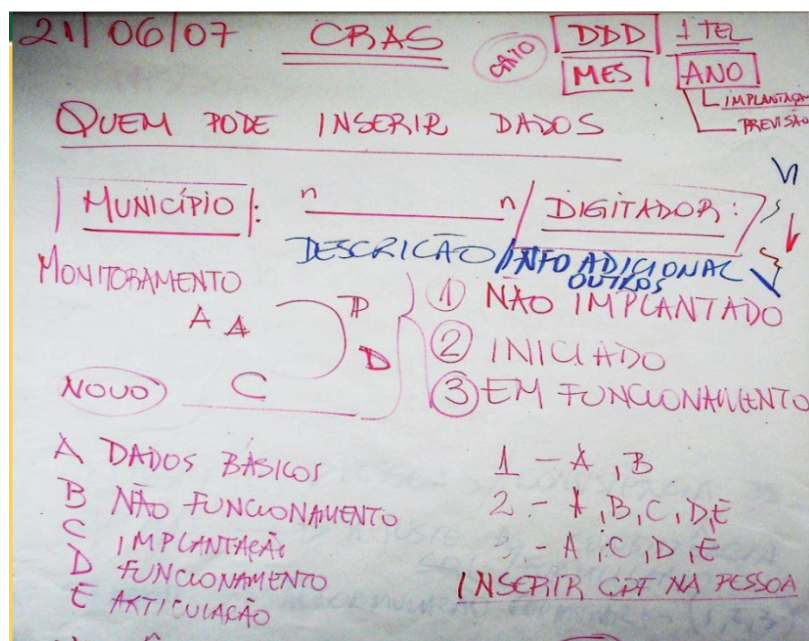 21/06/07 CRAS DDD 1 TEL
MES ANO
IMPLANTAÇÃO
PREVISÃO
QUEM PODE INSERIR DADOS
MUNICÍPIO: n n DIGITADOR:
DESCRICÃO/INFO ADICIONAL
OUTROS
MONITORAMENTO
A A D
C
NOVO
1 NÃO IMPLANTADO
2 INICIADO
3 EM FUNCIONAMENTO
A DADOS BÁSICOS
B NÃO FUNCIONAMENTO
C IMPLANTAÇÃO
D FUNCIONAMENTO
E ARTICULAÇÃO
1 - A, B
2 - A, B, C, D, E
3 - A, C, D, E
INSERIR CPF NA PESSOA